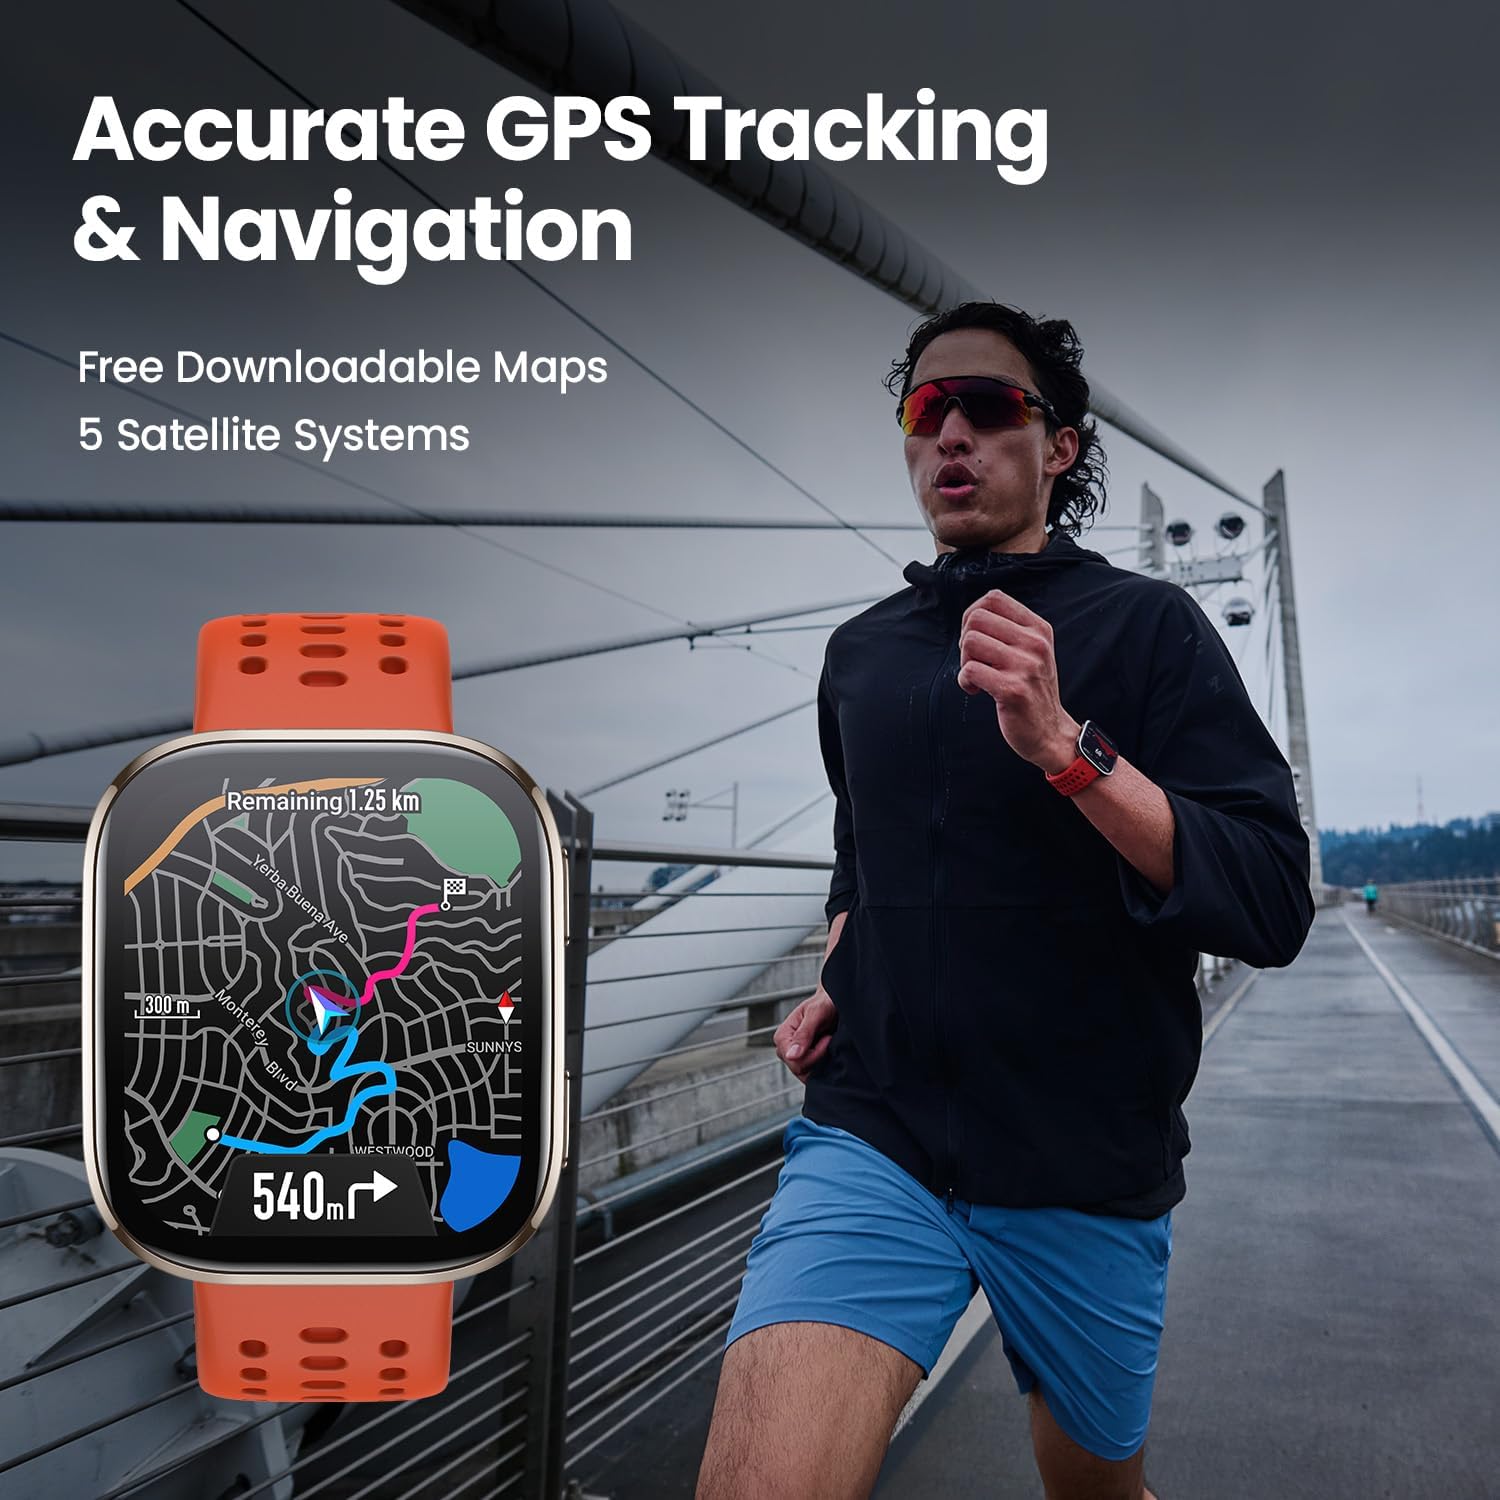 Accurate GPS Tracking
& Navigation
Free Downloadable Maps
5 Satellite Systems
Remaining 1.25 km
Yerba Buena Ave
300 m
Monterey Blvd
SUNNYS
WESTWOOD
540m